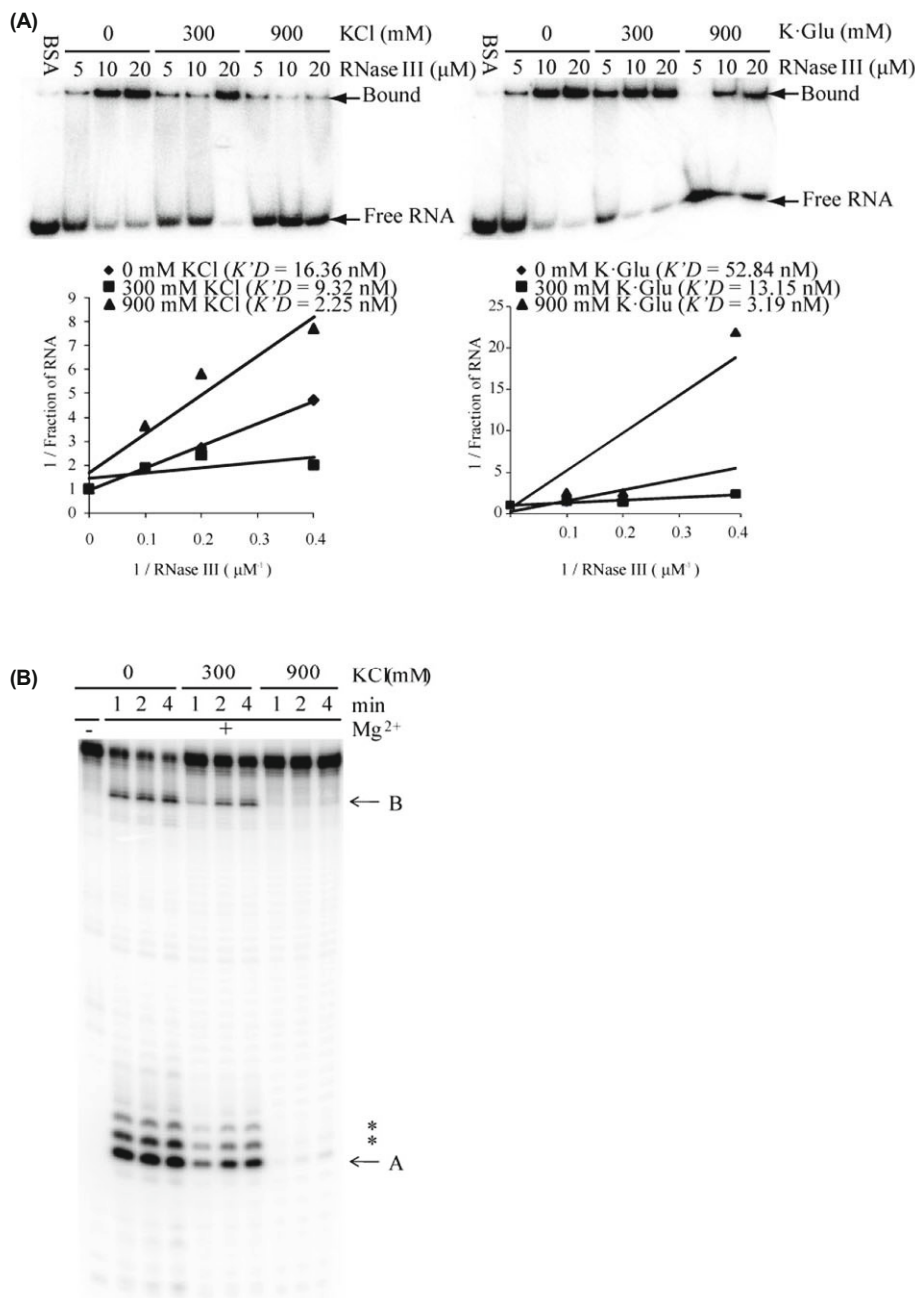 (A)
BSA 0 300 900 KCl (mM)
5 10 20 5 10 20 5 10 20 RNase III (μM)
Bound
Free RNA
BSA 0 300 900 K·Glu (mM)
5 10 20 5 10 20 5 10 20 RNase III (μM)
Bound
Free RNA
0 mM KCl (K'D = 16.36 nM)
300 mM KCl (K'D = 9.32 nM)
900 mM KCl (K'D = 2.25 nM)
1 / Fraction of RNA
9
8
7
6
5
4
3
2
1
0
0 0.1 0.2 0.3 0.4
1 / RNase III ( μM⁻¹ )
0 mM K·Glu (K'D = 52.84 nM)
300 mM K·Glu (K'D = 13.15 nM)
900 mM K·Glu (K'D = 3.19 nM)
1 / Fraction of RNA
25
20
15
10
5
0
0 0.1 0.2 0.3 0.4
1 / RNase III ( μM⁻¹ )
(B)
0 300 900 KCl(mM)
1 2 4 1 2 4 1 2 4 min
- + Mg²⁺
B
*
*
A